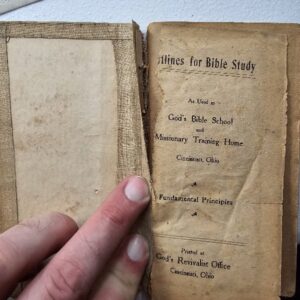 tlines for Bible Study
As Used in
God's Bible School
and
Missionary Training Home
Cincinnati, Ohio
Fundamental Principles
Printed at
God's Revivalist Office
Cincinnati, Ohio